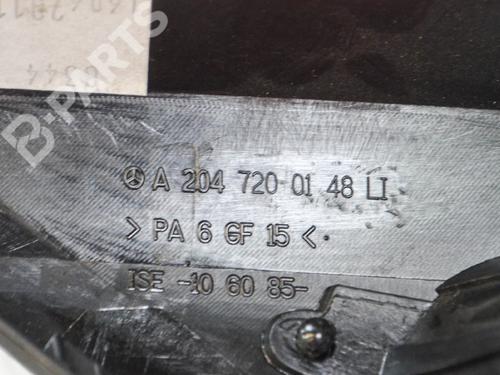 B-PARTS
A 204 720 01 48 LI
> PA 6 GF 15 <
ISE -10 60 85-